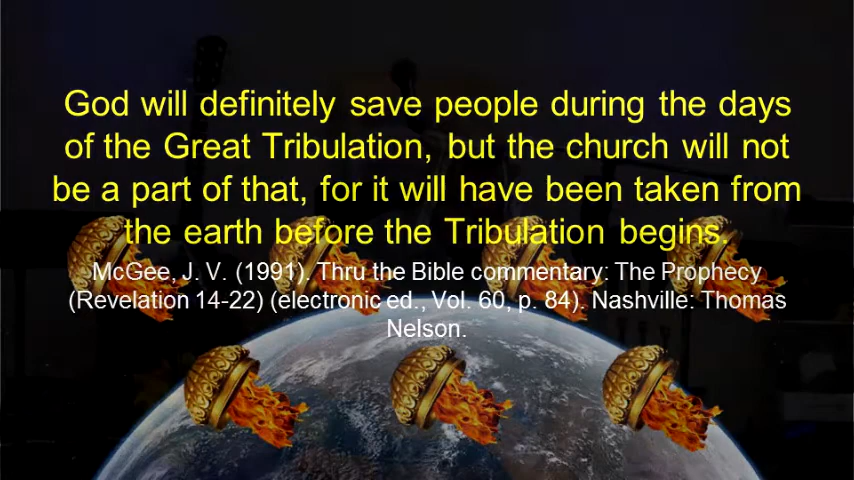 God will definitely save people during the days
of the Great Tribulation, but the church will not
be a part of that, for it will have been taken from
the earth before the Tribulation begins.
McGee, J. V. (1991). Thru the Bible commentary: The Prophecy
(Revelation 14-22) (electronic ed., Vol. 60, p. 84). Nashville: Thomas
Nelson.